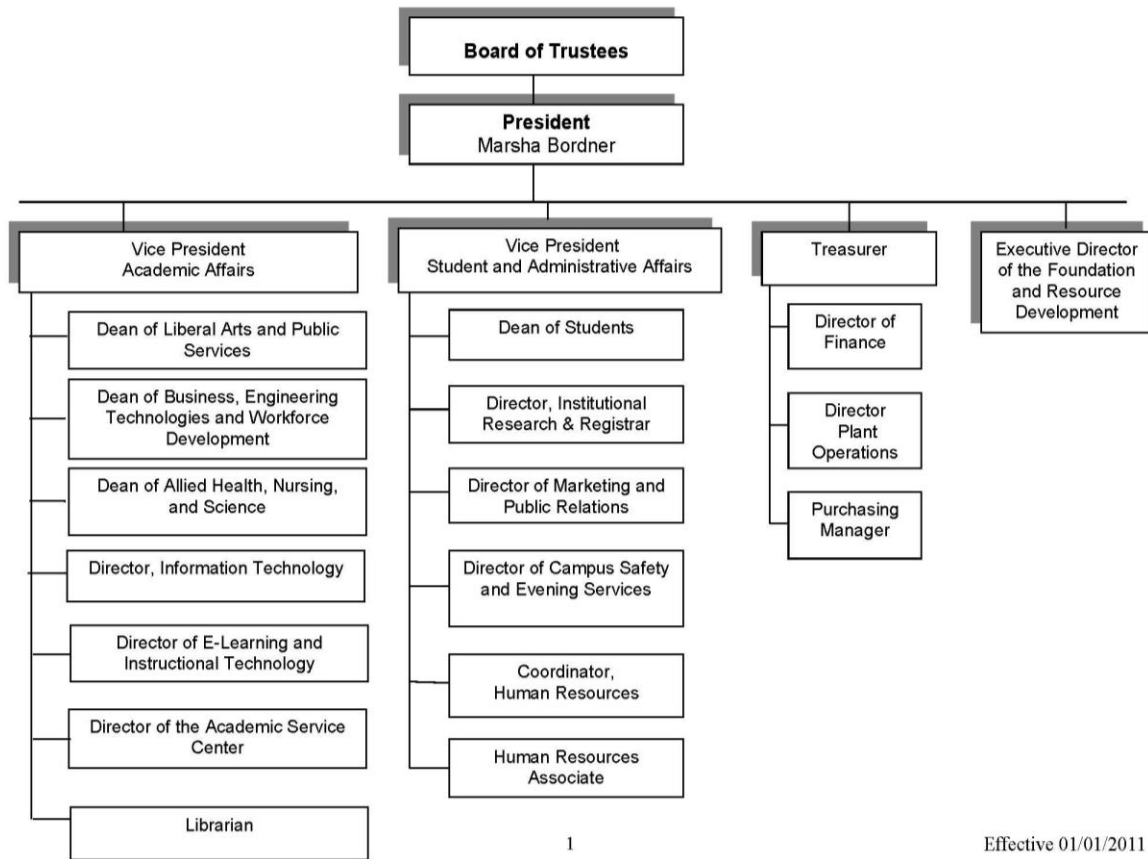 Board of Trustees
President
Marsha Bordner
Vice President
Academic Affairs
Dean of Liberal Arts and Public
Services
Dean of Business, Engineering
Technologies and Workforce
Development
Dean of Allied Health, Nursing,
and Science
Director, Information Technology
Director of E-Learning and
Instructional Technology
Director of the Academic Service
Center
Librarian
Vice President
Student and Administrative Affairs
Dean of Students
Director, Institutional
Research & Registrar
Director of Marketing and
Public Relations
Director of Campus Safety
and Evening Services
Coordinator,
Human Resources
Human Resources
Associate
Treasurer
Director of
Finance
Director
Plant
Operations
Purchasing
Manager
Executive Director
of the Foundation
and Resource
Development
1
Effective 01/01/2011